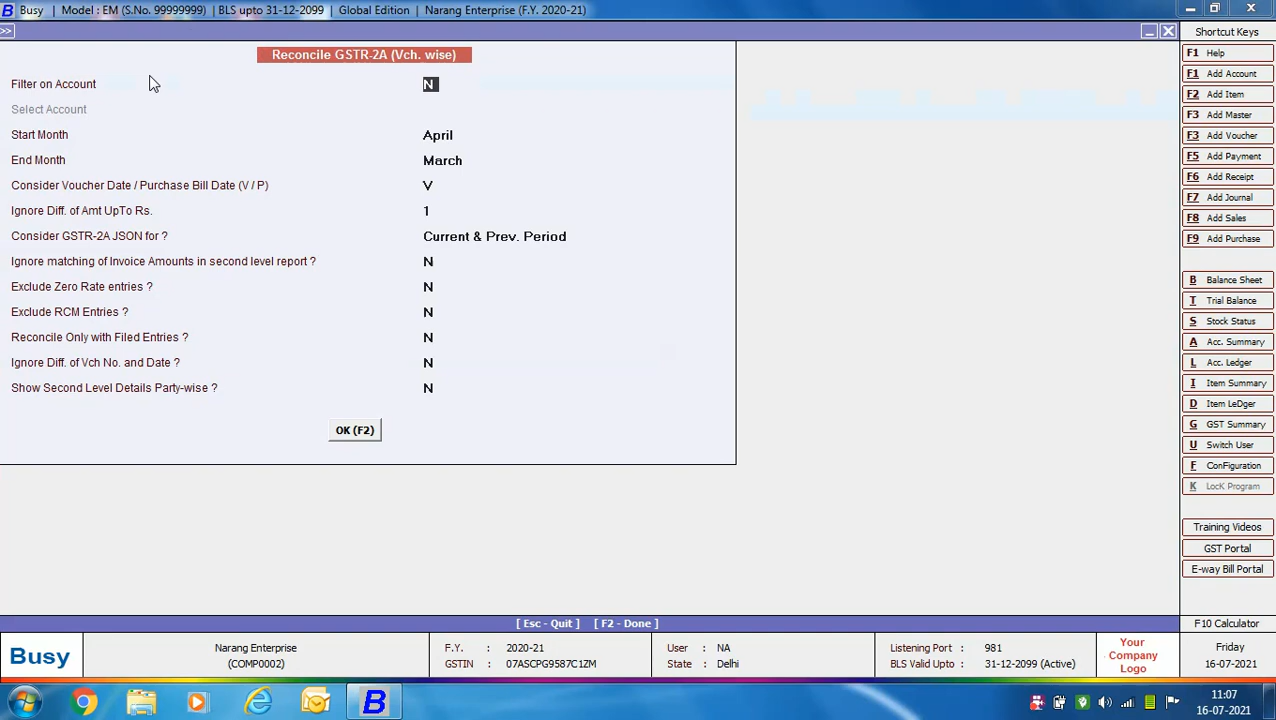 Busy | Model : EM (S.No. 99999999) | BLS upto 31-12-2099 | Global Edition | Narang Enterprise (F.Y. 2020-21)
>>
Reconcile GSTR-2A (Vch. wise)
Filter on Account N
Select Account
Start Month April
End Month March
Consider Voucher Date / Purchase Bill Date (V / P) V
Ignore Diff. of Amt UpTo Rs. 1
Consider GSTR-2A JSON for ? Current & Prev. Period
Ignore matching of Invoice Amounts in second level report ? N
Exclude Zero Rate entries ? N
Exclude RCM Entries ? N
Reconcile Only with Filed Entries ? N
Ignore Diff. of Vch No. and Date ? N
Show Second Level Details Party-wise ? N
OK (F2)
Shortcut Keys
F1 Help
F1 Add Account
F2 Add Item
F3 Add Master
F3 Add Voucher
F5 Add Payment
F6 Add Receipt
F7 Add Journal
F8 Add Sales
F9 Add Purchase
B Balance Sheet
T Trial Balance
S Stock Status
A Acc. Summary
L Acc. Ledger
I Item Summary
D Item LeDger
G GST Summary
U Switch User
F ConFiguration
K LocK Program
Training Videos
GST Portal
E-way Bill Portal
[ Esc - Quit ] [ F2 - Done ]
F10 Calculator
Busy
Narang Enterprise
(COMP0002)
F.Y. : 2020-21
GSTIN : 07ASCPG9587C1ZM
User : NA
State : Delhi
Listening Port : 981
BLS Valid Upto : 31-12-2099 (Active)
Your
Company
Logo
Friday
16-07-2021
11:07
16-07-2021